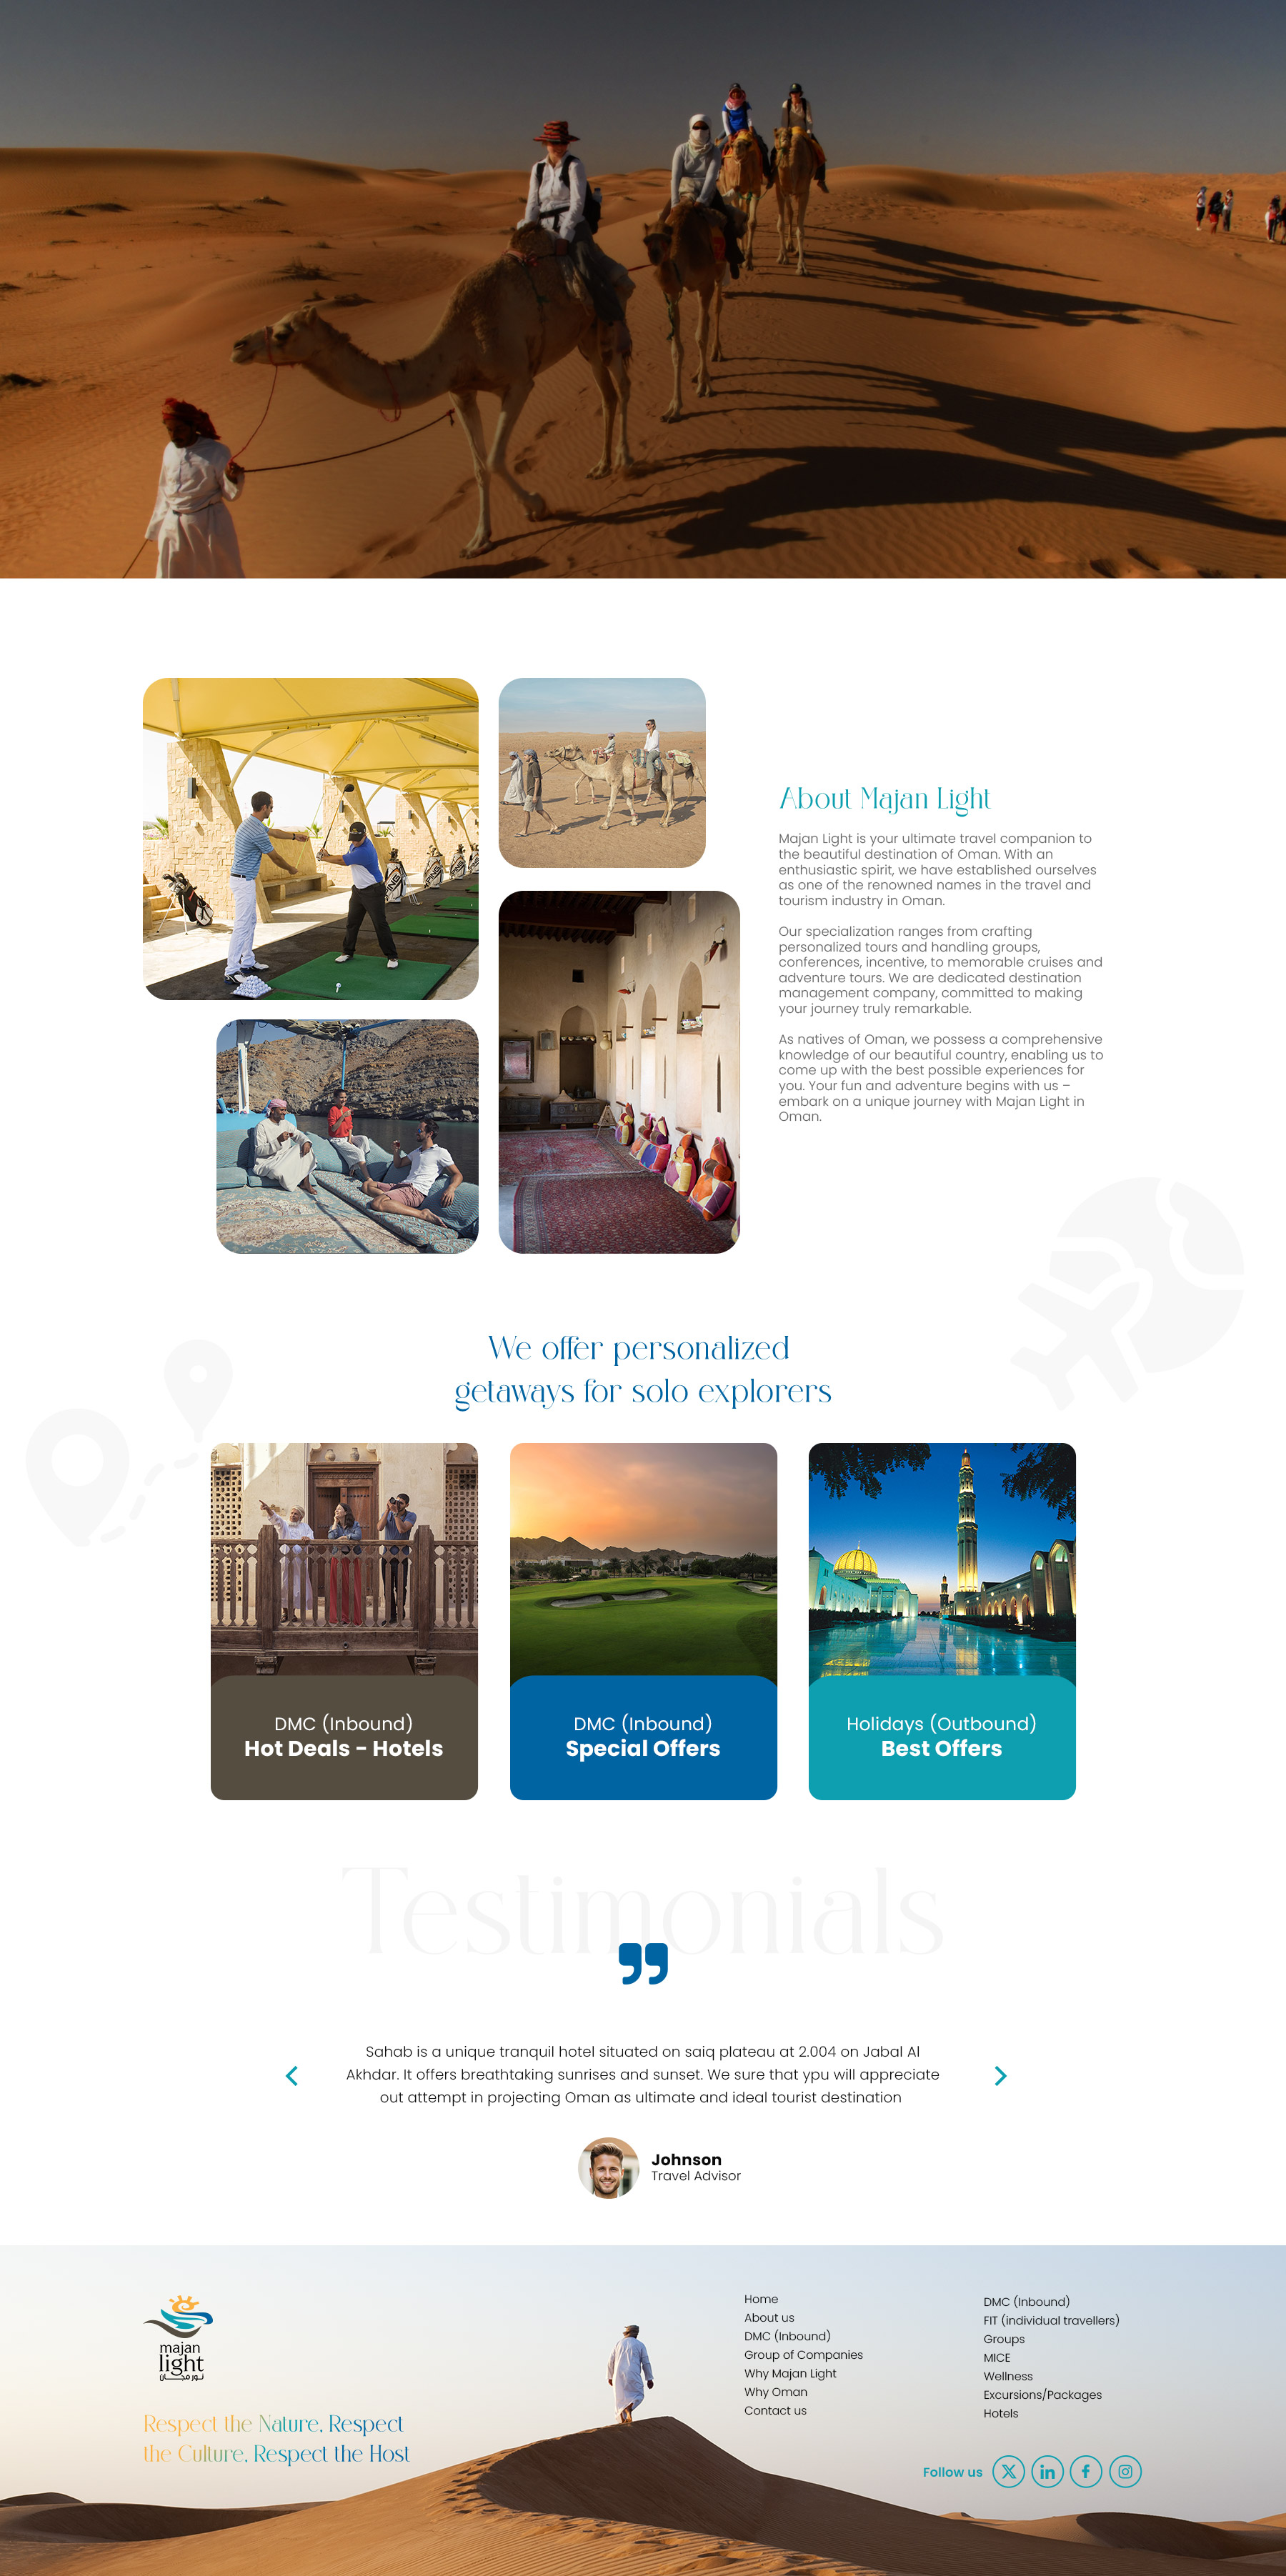 About Majan Light
Majan Light is your ultimate travel companion to
the beautiful destination of Oman. With an
enthusiastic spirit, we have established ourselves
as one of the renowned names in the travel and
tourism industry in Oman.
Our specialization ranges from crafting
personalized tours and handling groups,
conferences, incentive, to memorable cruises and
adventure tours. We are dedicated destination
management company, committed to making
your journey truly remarkable.
As natives of Oman, we possess a comprehensive
knowledge of our beautiful country, enabling us to
come up with the best possible experiences for
you. Your fun and adventure begins with us –
embark on a unique journey with Majan Light in
Oman.
We offer personalized
getaways for solo explorers
DMC (Inbound)
Hot Deals - Hotels
DMC (Inbound)
Special Offers
Holidays (Outbound)
Best Offers
Testimonials
Sahab is a unique tranquil hotel situated on saiq plateau at 2.004 on Jabal Al
Akhdar. It offers breathtaking sunrises and sunset. We sure that ypu will appreciate
out attempt in projecting Oman as ultimate and ideal tourist destination
Johnson
Travel Advisor
majan
light
نور مجان
Respect the Nature, Respect
the Culture, Respect the Host
Home
About us
DMC (Inbound)
Group of Companies
Why Majan Light
Why Oman
Contact us
DMC (Inbound)
FIT (individual travellers)
Groups
MICE
Wellness
Excursions/Packages
Hotels
Follow us